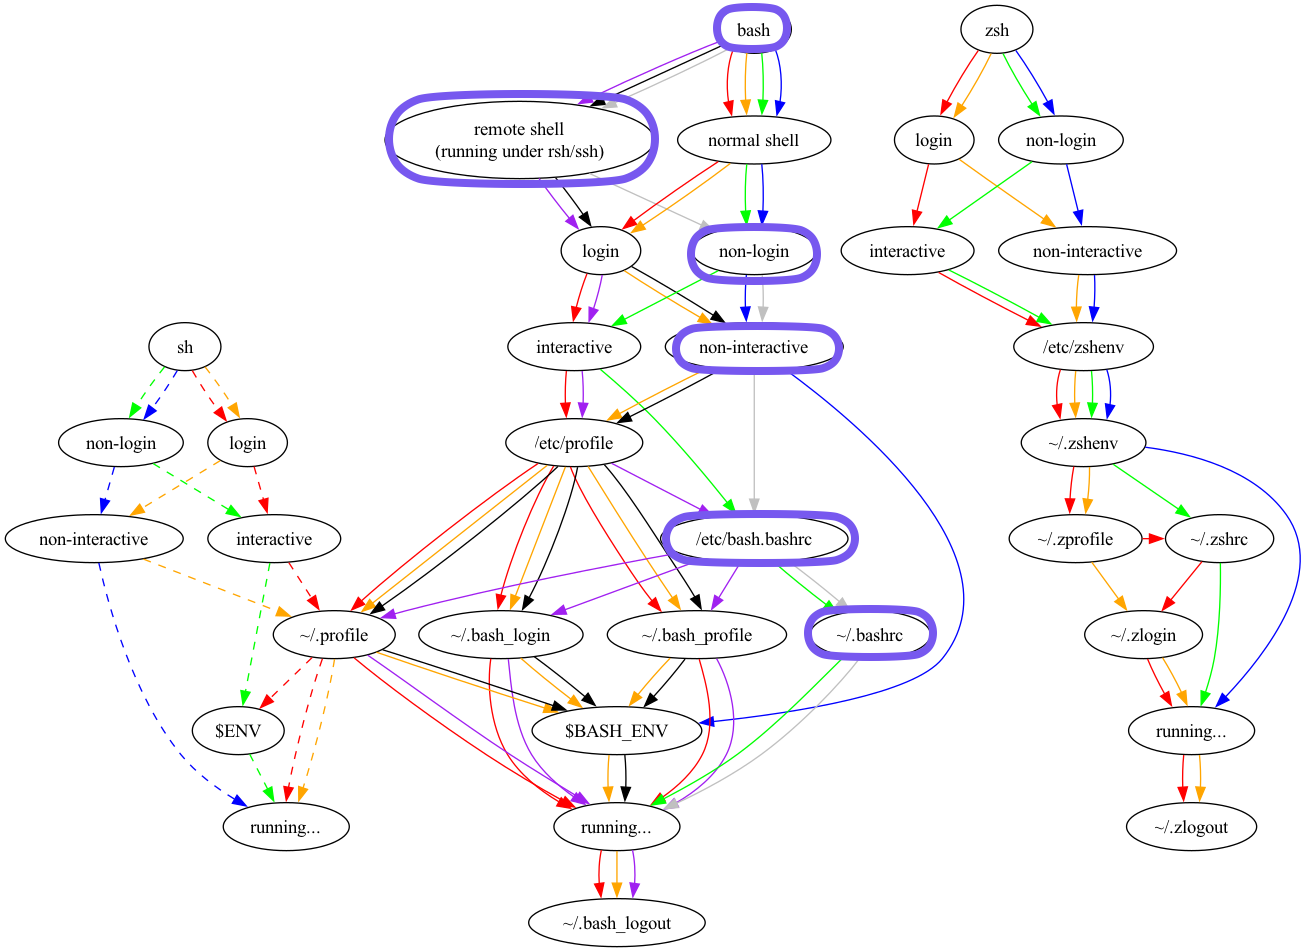 bash
zsh
remote shell
(running under rsh/ssh)
normal shell
login
non-login
login
non-login
interactive
non-interactive
sh
interactive
non-interactive
/etc/zshenv
non-login
login
/etc/profile
~/.zshenv
non-interactive
interactive
/etc/bash.bashrc
~/.zprofile
~/.zshrc
~/.profile
~/.bash_login
~/.bash_profile
~/.bashrc
~/.zlogin
$ENV
$BASH_ENV
running...
running...
running...
~/.zlogout
~/.bash_logout